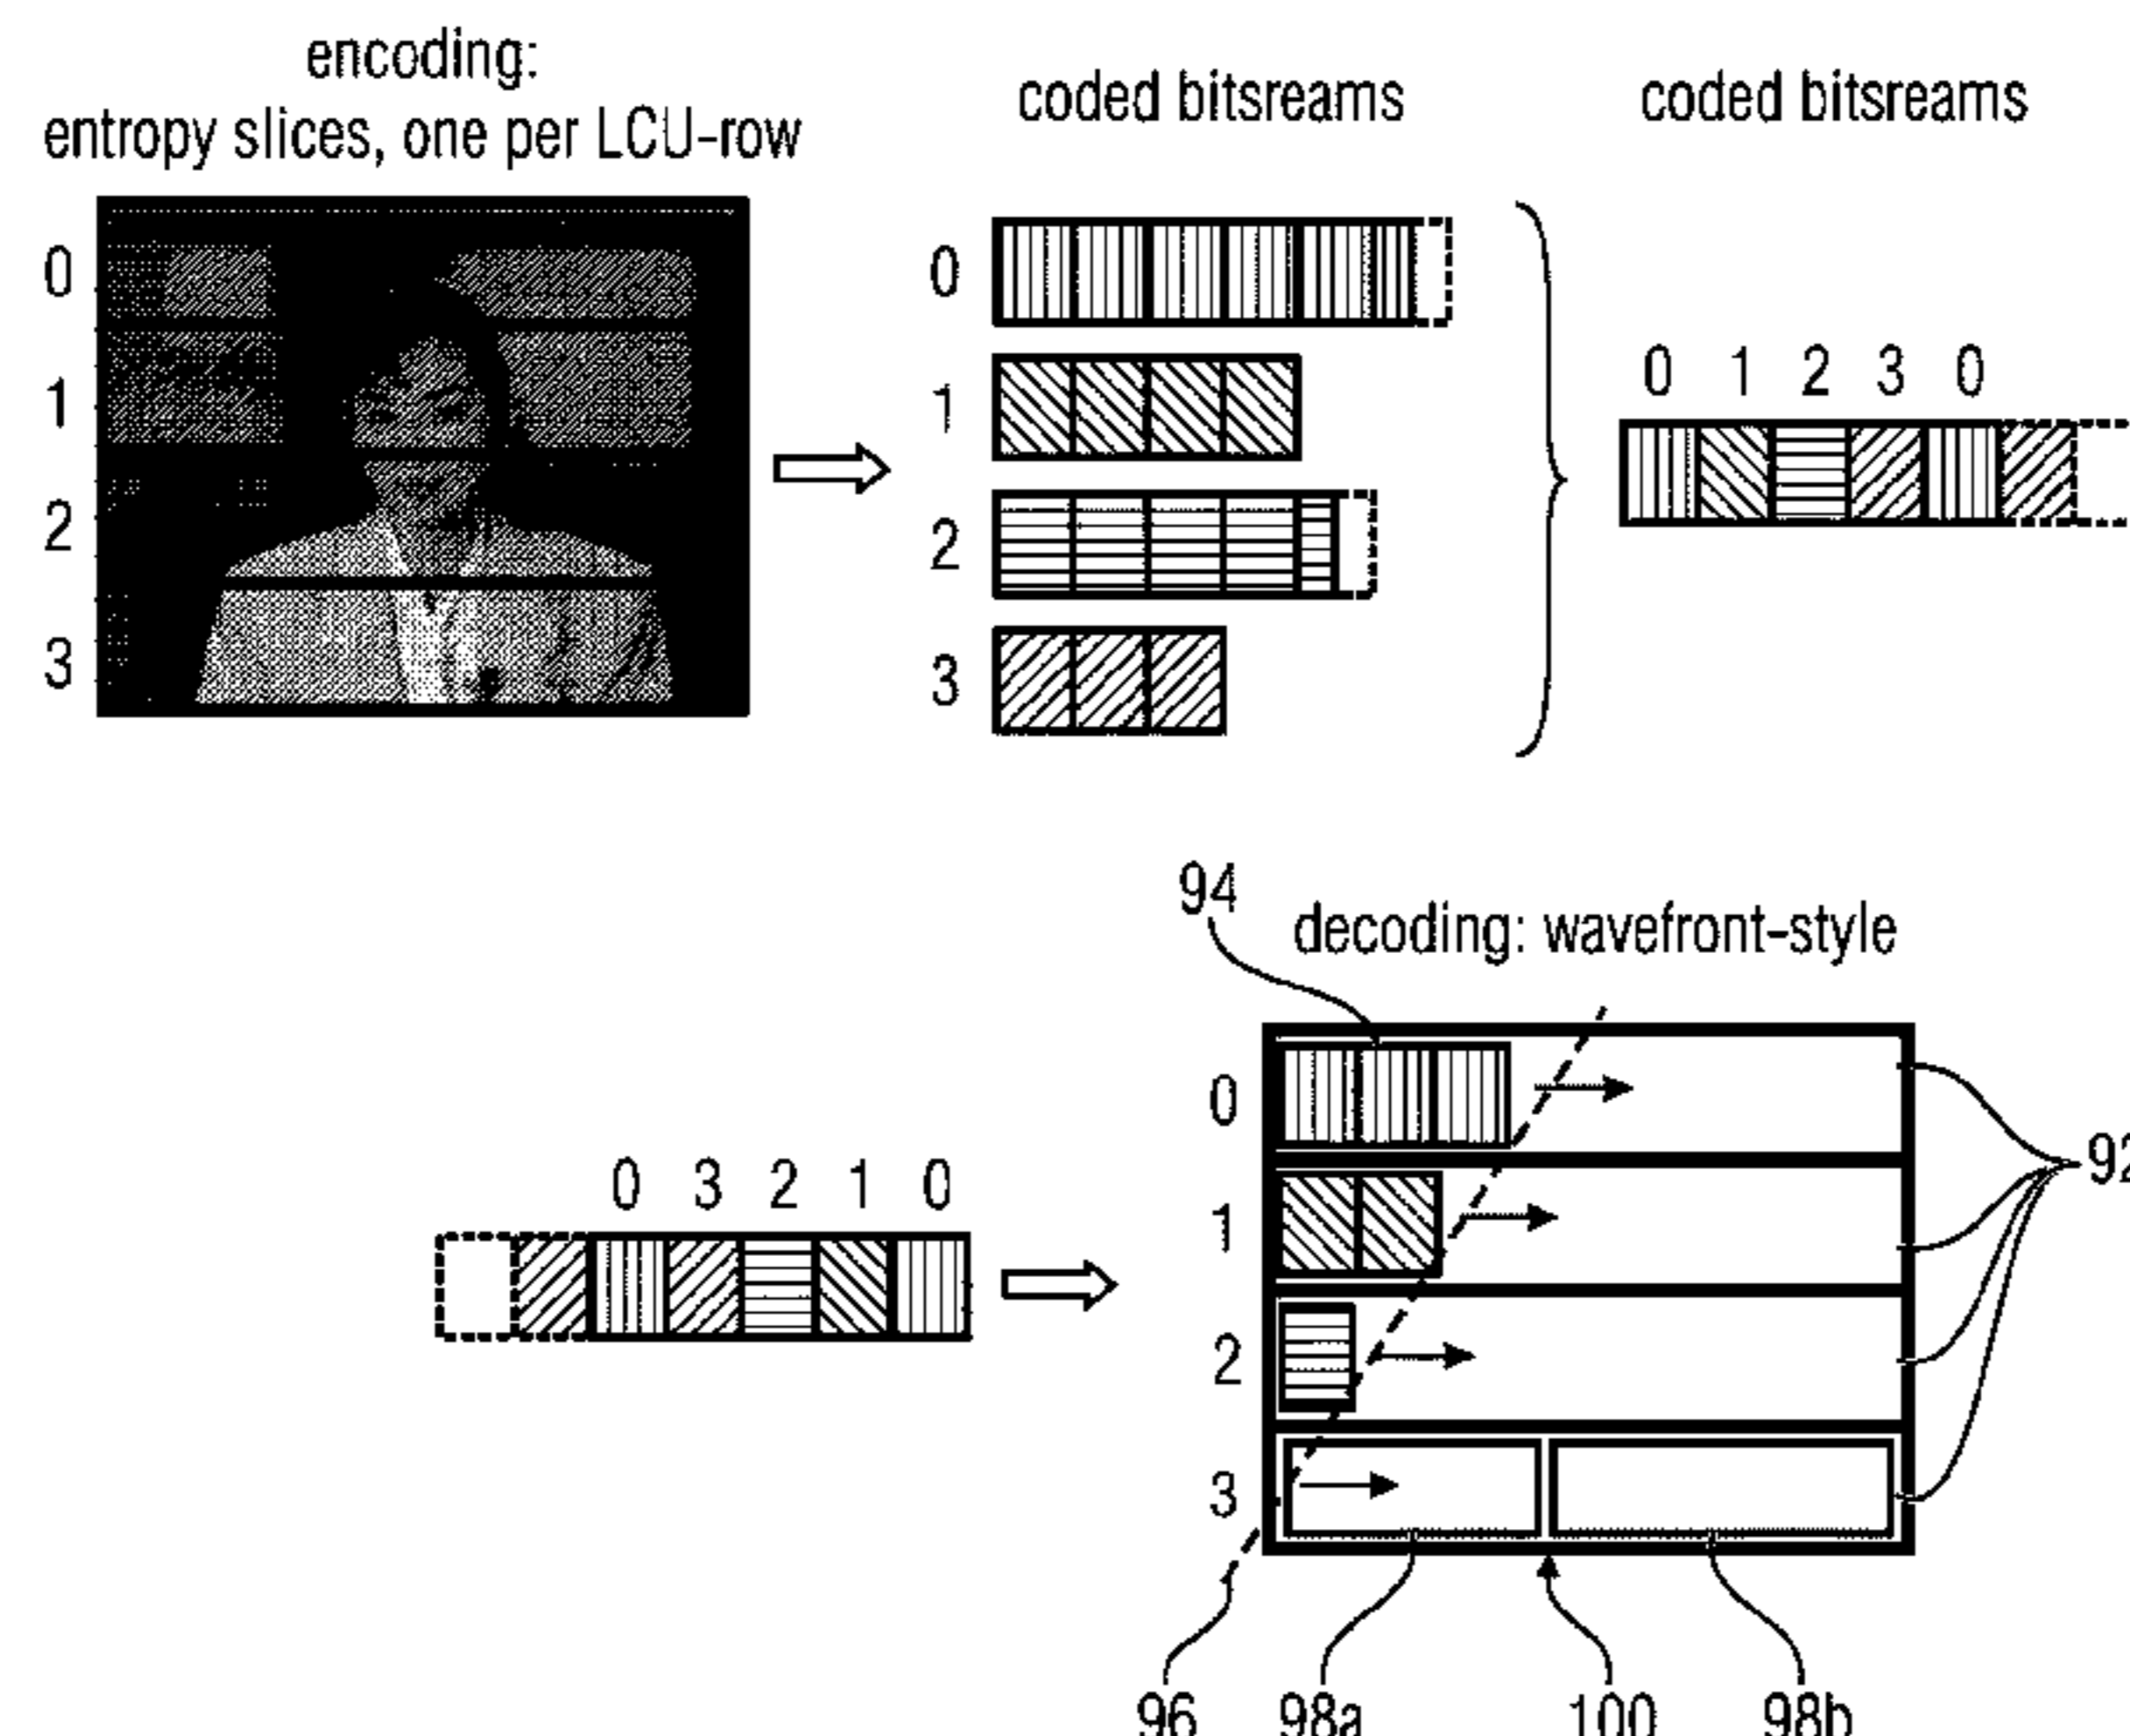 encoding:
entropy slices, one per LCU-row
coded bitsreams
coded bitsreams
0
1
2
3
0
1
2
3
0 1 2 3 0
94
decoding: wavefront-style
0
1
2
3
92
0 3 2 1 0
96 98a 100 98b